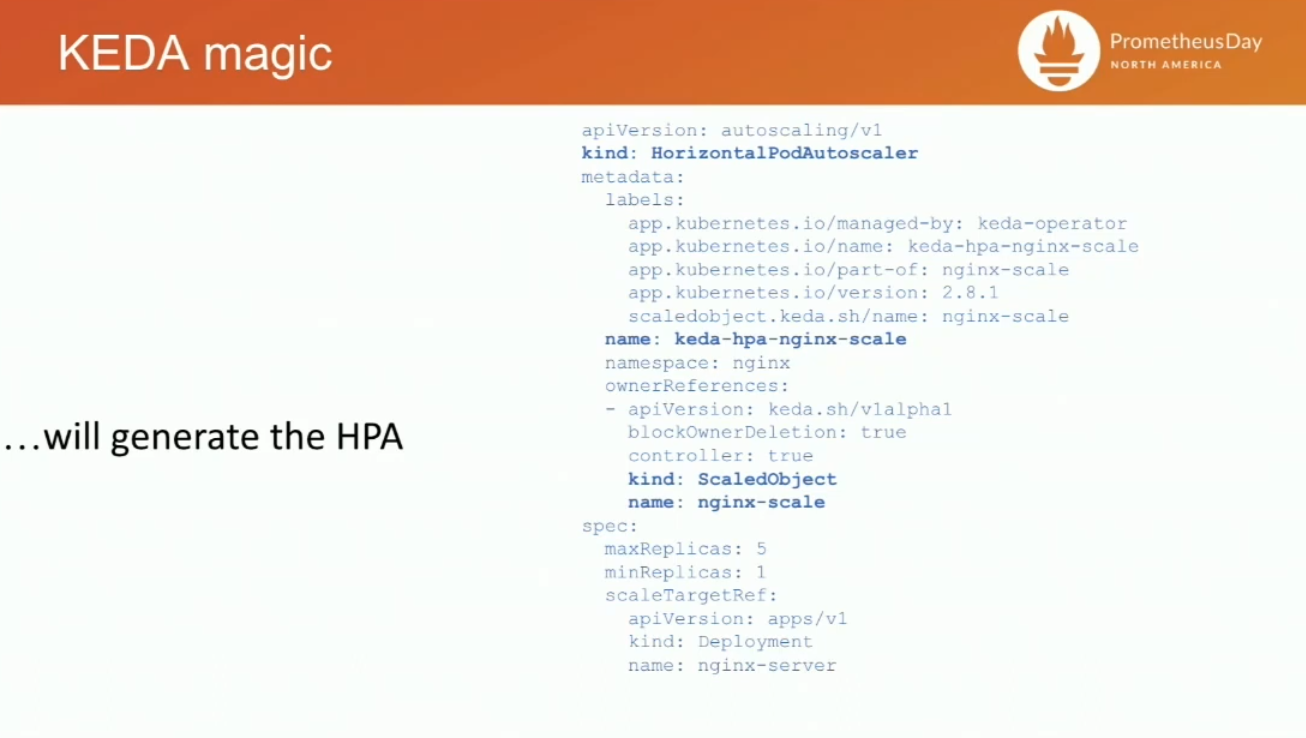 KEDA magic
PrometheusDay
NORTH AMERICA
...will generate the HPA
apiVersion: autoscaling/v1
kind: HorizontalPodAutoscaler
metadata:
  labels:
    app.kubernetes.io/managed-by: keda-operator
    app.kubernetes.io/name: keda-hpa-nginx-scale
    app.kubernetes.io/part-of: nginx-scale
    app.kubernetes.io/version: 2.8.1
    scaledobject.keda.sh/name: nginx-scale
  name: keda-hpa-nginx-scale
  namespace: nginx
  ownerReferences:
  - apiVersion: keda.sh/v1alpha1
    blockOwnerDeletion: true
    controller: true
    kind: ScaledObject
    name: nginx-scale
spec:
  maxReplicas: 5
  minReplicas: 1
  scaleTargetRef:
    apiVersion: apps/v1
    kind: Deployment
    name: nginx-server